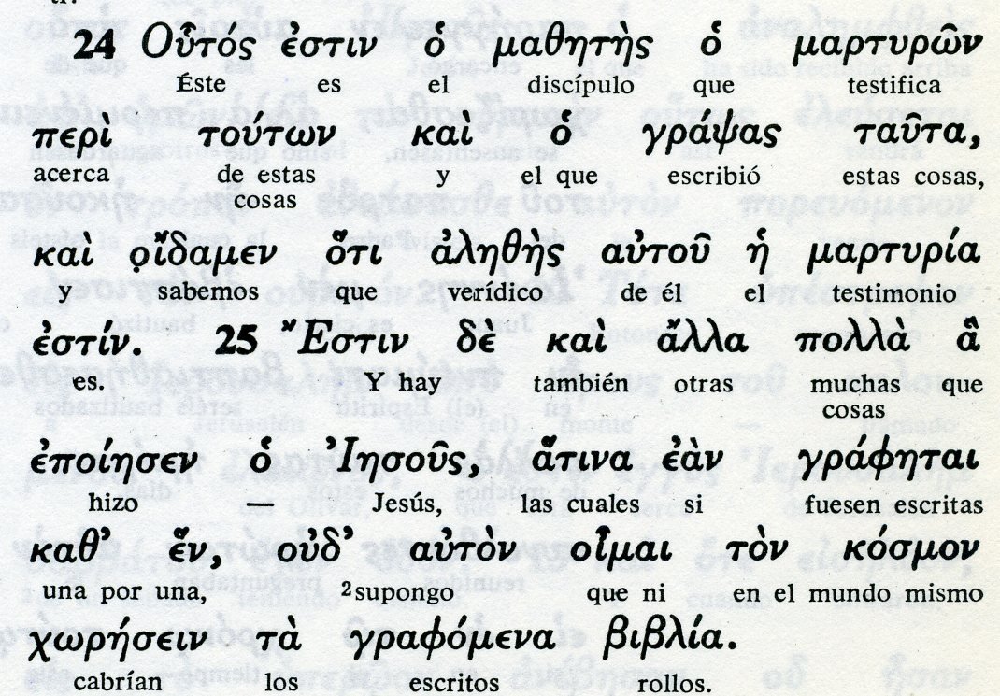 24 Οὗτός ἐστιν ὁ μαθητὴς ὁ μαρτυρῶν
Éste es el discípulo que testifica
περὶ τούτων καὶ ὁ γράψας ταῦτα,
acerca de estas y el que escribió estas cosas,
cosas
καὶ οἴδαμεν ὅτι ἀληθὴς αὐτοῦ ἡ μαρτυρία
y sabemos que verídico de él el testimonio
ἐστίν. 25 Ἔστιν δὲ καὶ ἄλλα πολλὰ ἃ
es. Y hay también otras muchas que
cosas
ἐποίησεν ὁ Ἰησοῦς, ἅτινα ἐὰν γράφηται
hizo — Jesús, las cuales si fuesen escritas
καθ’ ἕν, οὐδ’ αὐτὸν οἶμαι τὸν κόσμον
una por una, ²supongo que ni en el mundo mismo
χωρήσειν τὰ γραφόμενα βιβλία.
cabrían los escritos rollos.